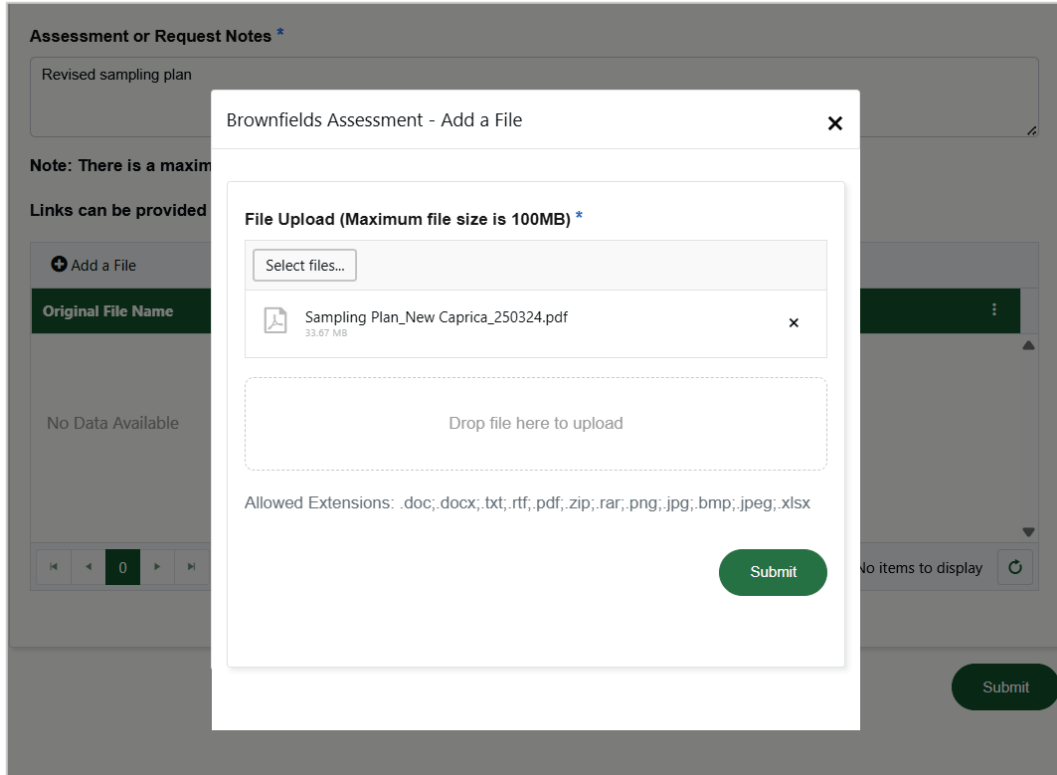 Assessment or Request Notes *
Revised sampling plan
Brownfields Assessment - Add a File
Note: There is a maxim
Links can be provided
File Upload (Maximum file size is 100MB) *
Select files...
Add a File
Original File Name
Sampling Plan_New Caprica_250324.pdf
33.67 MB
No Data Available
Drop file here to upload
Allowed Extensions: .doc;.docx;.txt;.rtf;.pdf;.zip;.rar;.png;.jpg;.bmp;.jpeg;.xlsx
0
No items to display
Submit
Submit